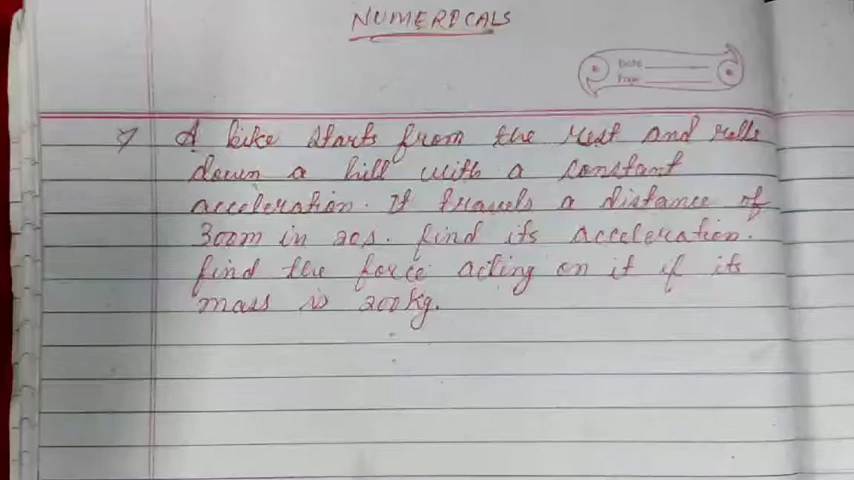 NUMERICALS
Date
Page
A bike starts from the rest and rolls
down a hill with a constant
acceleration. It travels a distance of
300m in 20s. find its acceleration.
find the force acting on it if its
mass is 200kg.